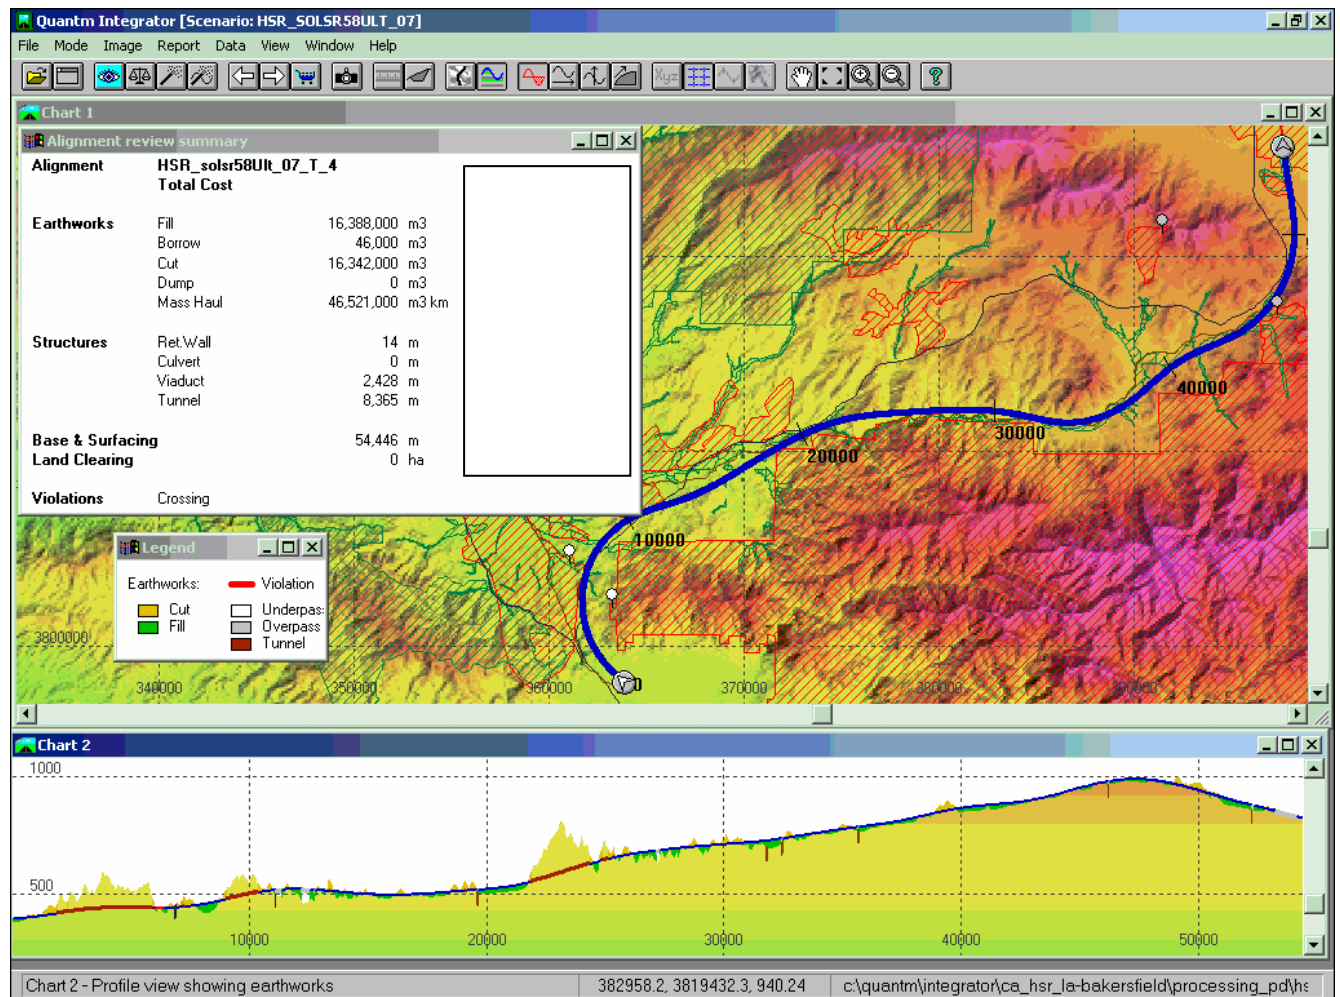 Quantm Integrator [Scenario: HSR_SOLSR58ULT_07]
File Mode Image Report Data View Window Help
Xyz
Chart 1
Alignment review summary
Alignment HSR_solsr58Ult_07_T_4
Total Cost
Earthworks Fill 16,388,000 m3
Borrow 46,000 m3
Cut 16,342,000 m3
Dump 0 m3
Mass Haul 46,521,000 m3 km
Structures Ret.Wall 14 m
Culvert 0 m
Viaduct 2,428 m
Tunnel 8,365 m
Base & Surfacing 54,446 m
Land Clearing 0 ha
Violations Crossing
40000
30000
20000
10000
0
Legend
Earthworks: Violation
Cut Underpas
Fill Overpass
Tunnel
3800000
340000 350000 360000 370000 380000 390000
Chart 2
1000
500
10000 20000 30000 40000 50000
Chart 2 - Profile view showing earthworks 382958.2, 3819432.3, 940.24 c:\quantm\integrator\ca_hsr_la-bakersfield\processing_pd\hs